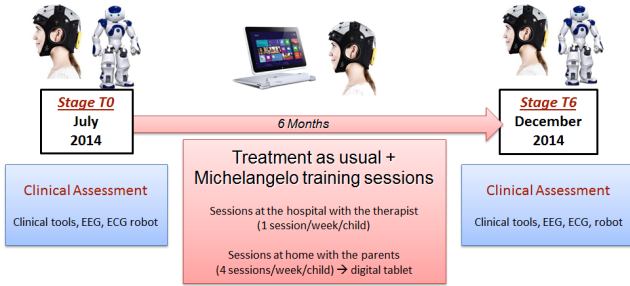 Stage T0
July
2014
6 Months
Stage T6
December
2014
Clinical Assessment
Clinical tools, EEG, ECG robot
Treatment as usual +
Michelangelo training sessions
Sessions at the hospital with the therapist
(1 session/week/child)
Sessions at home with the parents
(4 sessions/week/child) → digital tablet
Clinical Assessment
Clinical tools, EEG, ECG, robot